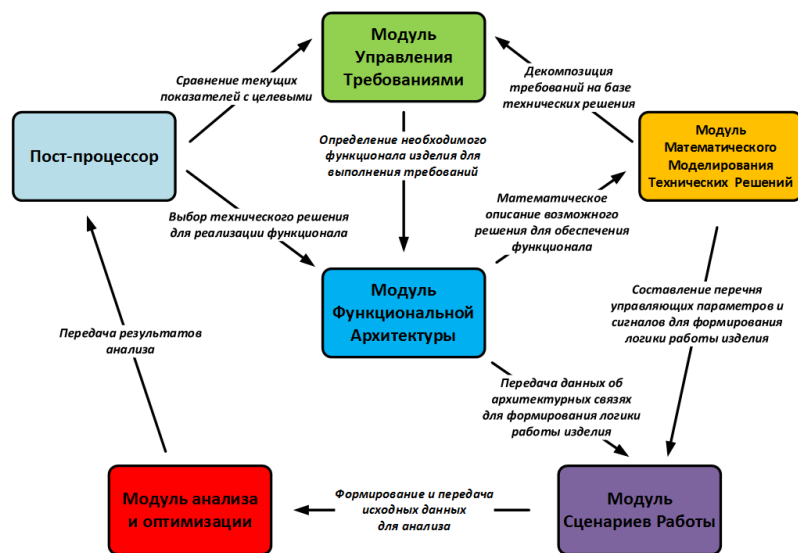 Модуль
Управления
Требованиями
Сравнение текущих
показателей с целевыми
Декомпозиция
требований на базе
технических решения
Пост-процессор
Определение необходимого
функционала изделия для
выполнения требований
Модуль
Математического
Моделирования
Технических Решений
Выбор технического решения
для реализации функционала
Математическое
описание возможного
решения для обеспечения
функционала
Модуль
Функциональной
Архитектуры
Составление перечня
управляющих параметров и
сигналов для формирования
логики работы изделия
Передача результатов
анализа
Передача данных об
архитектурных связях
для формирования логики
работы изделия
Модуль анализа
и оптимизации
Формирование и передача
исходных данных
для анализа
Модуль
Сценариев Работы